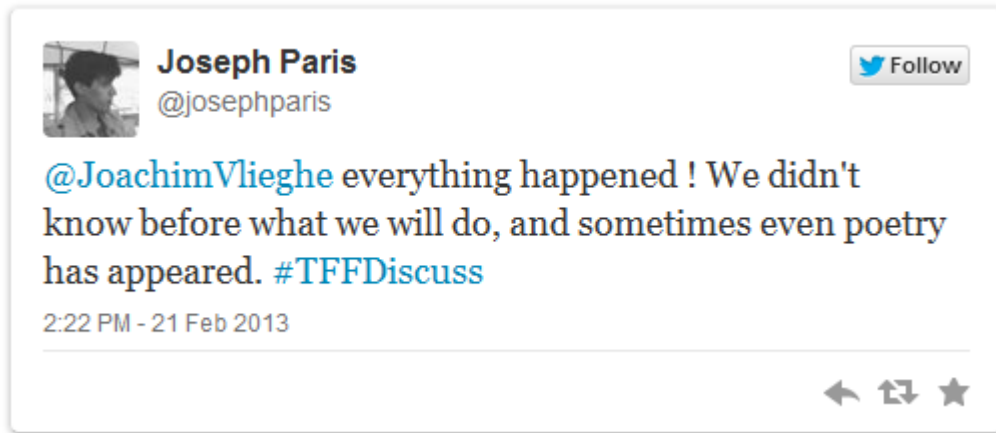 Joseph Paris
@josephparis
Follow
@JoachimVlieghe everything happened ! We didn't
know before what we will do, and sometimes even poetry
has appeared. #TFFDiscuss
2:22 PM - 21 Feb 2013